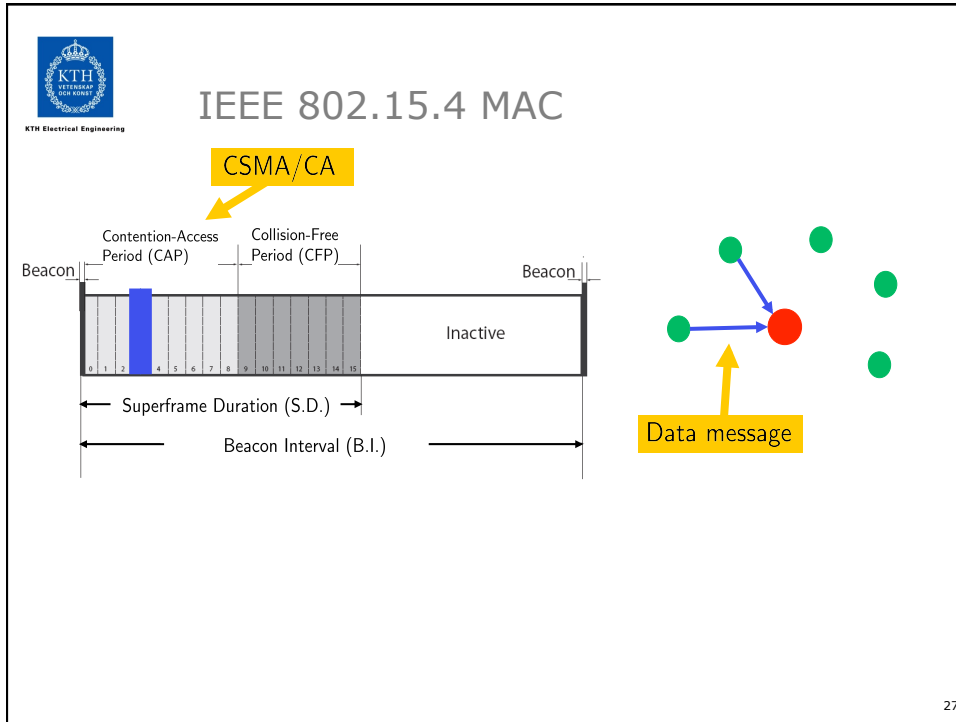 KTH
VETENSKAP
OCH KONST
KTH Electrical Engineering
IEEE 802.15.4 MAC
CSMA/CA
Contention-Access
Period (CAP)
Collision-Free
Period (CFP)
Beacon
Beacon
Inactive
0 1 2 4 5 6 7 8 9 10 11 12 13 14 15
Superframe Duration (S.D.)
Beacon Interval (B.I.)
Data message
27